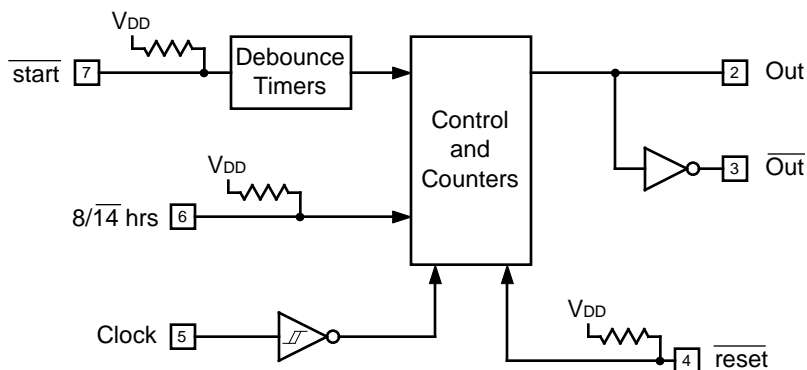 VDD
start
7
Debounce
Timers
Control
and
Counters
2
Out
3
Out
VDD
8/14 hrs
6
Clock
5
VDD
4
reset